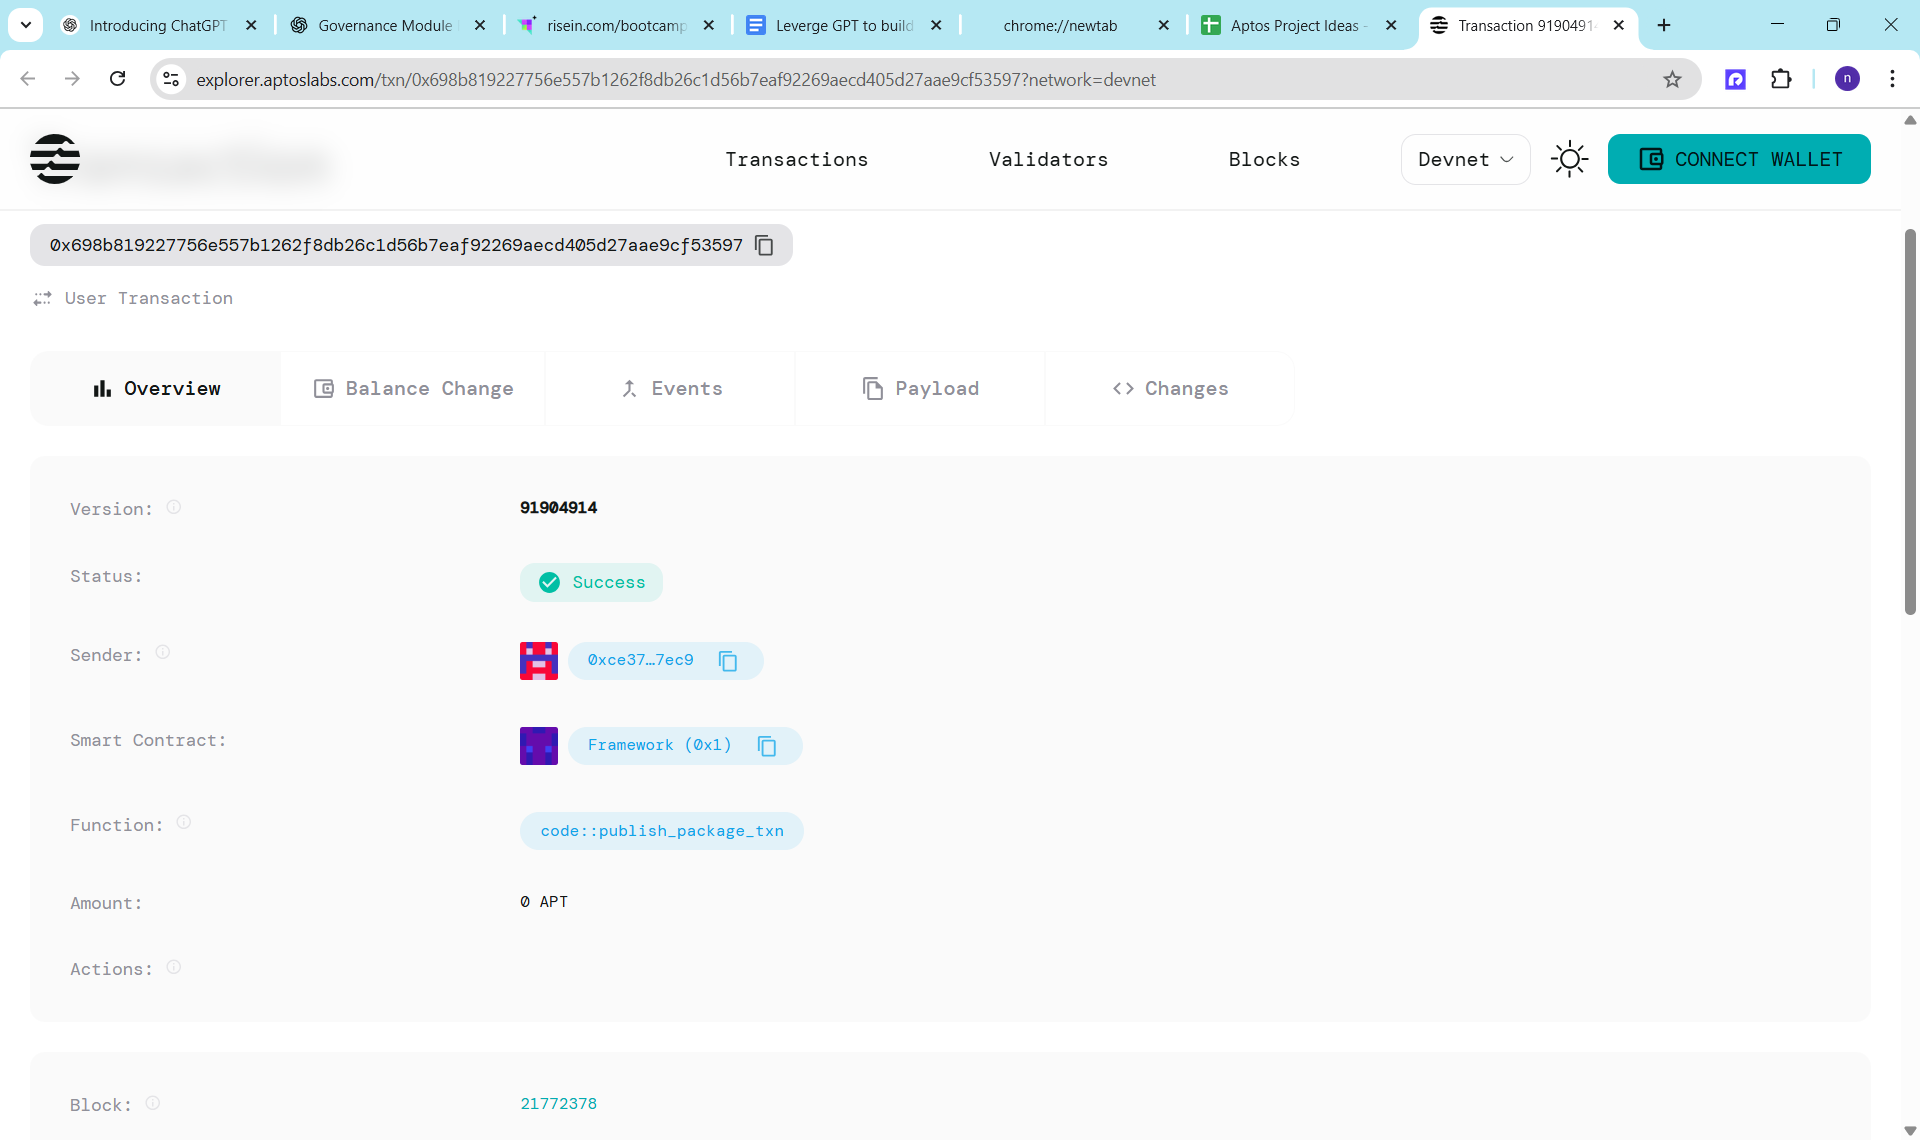 Introducing ChatGPT
Governance Module
risein.com/bootcamp
Leverge GPT to build
chrome://newtab
Aptos Project Ideas -
Transaction 9190491
explorer.aptoslabs.com/txn/0x698b819227756e557b1262f8db26c1d56b7eaf92269aecd405d27aae9cf53597?network=devnet
n
Transactions
Validators
Blocks
Devnet
CONNECT WALLET
0x698b819227756e557b1262f8db26c1d56b7eaf92269aecd405d27aae9cf53597
User Transaction
Overview
Balance Change
Events
Payload
Changes
Version:
91904914
Status:
Success
Sender:
0xce37…7ec9
Smart Contract:
Framework (0x1)
Function:
code::publish_package_txn
Amount:
0 APT
Actions:
Block:
21772378